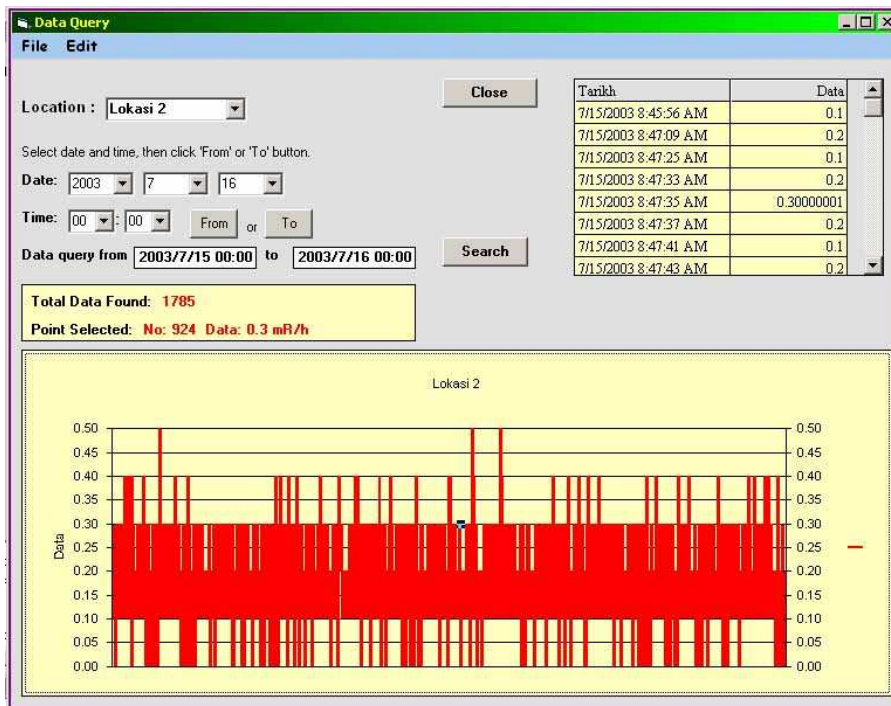 Data Query
File Edit
Location : Lokasi 2
Close
Select date and time, then click 'From' or 'To' button.
Date: 2003 7 16
Time: 00 : 00 From or To
Data query from 2003/7/15 00:00 to 2003/7/16 00:00
Search
Tarikh Data
7/15/2003 8:45:56 AM 0.1
7/15/2003 8:47:09 AM 0.2
7/15/2003 8:47:25 AM 0.1
7/15/2003 8:47:33 AM 0.2
7/15/2003 8:47:35 AM 0.30000001
7/15/2003 8:47:37 AM 0.2
7/15/2003 8:47:41 AM 0.1
7/15/2003 8:47:43 AM 0.2
Total Data Found: 1785
Point Selected: No: 924 Data: 0.3 mR/h
Lokasi 2
0.50 0.50
0.45 0.45
0.40 0.40
0.35 0.35
0.30 0.30
0.25 0.25
0.20 0.20
0.15 0.15
0.10 0.10
0.05 0.05
0.00 0.00
Data